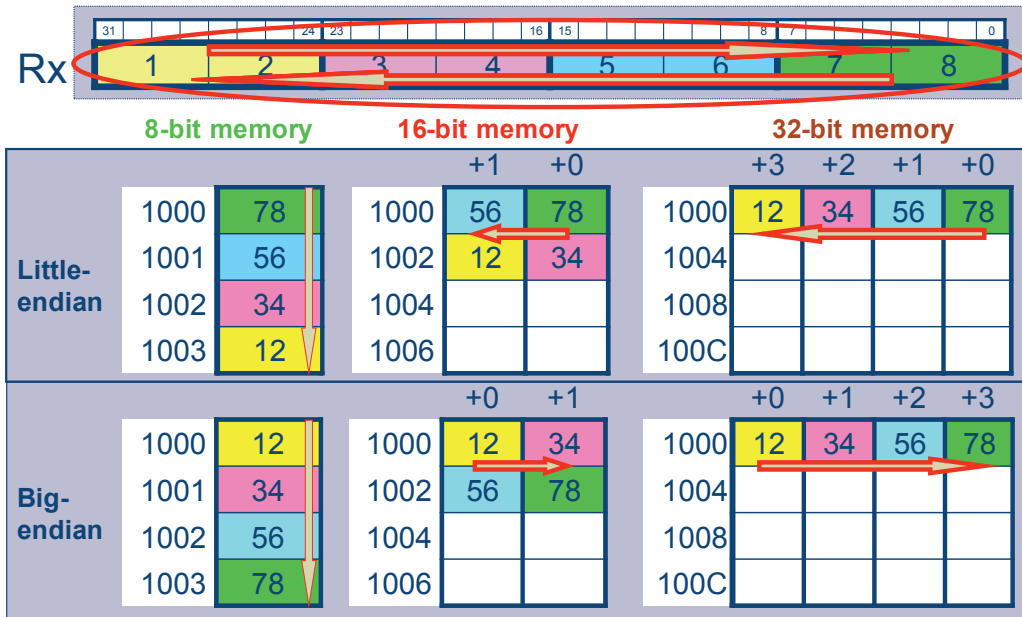 31 24 23 16 15 8 7 0
Rx 1 2 3 4 5 6 7 8
8-bit memory 16-bit memory 32-bit memory
+1 +0 +3 +2 +1 +0
1000 78 1000 56 78 1000 12 34 56 78
1001 56 1002 12 34 1004
Little-
endian
1002 34 1004 1008
1003 12 1006 100C
+0 +1 +0 +1 +2 +3
1000 12 1000 12 34 1000 12 34 56 78
1001 34 1002 56 78 1004
Big-
endian
1002 56 1004 1008
1003 78 1006 100C